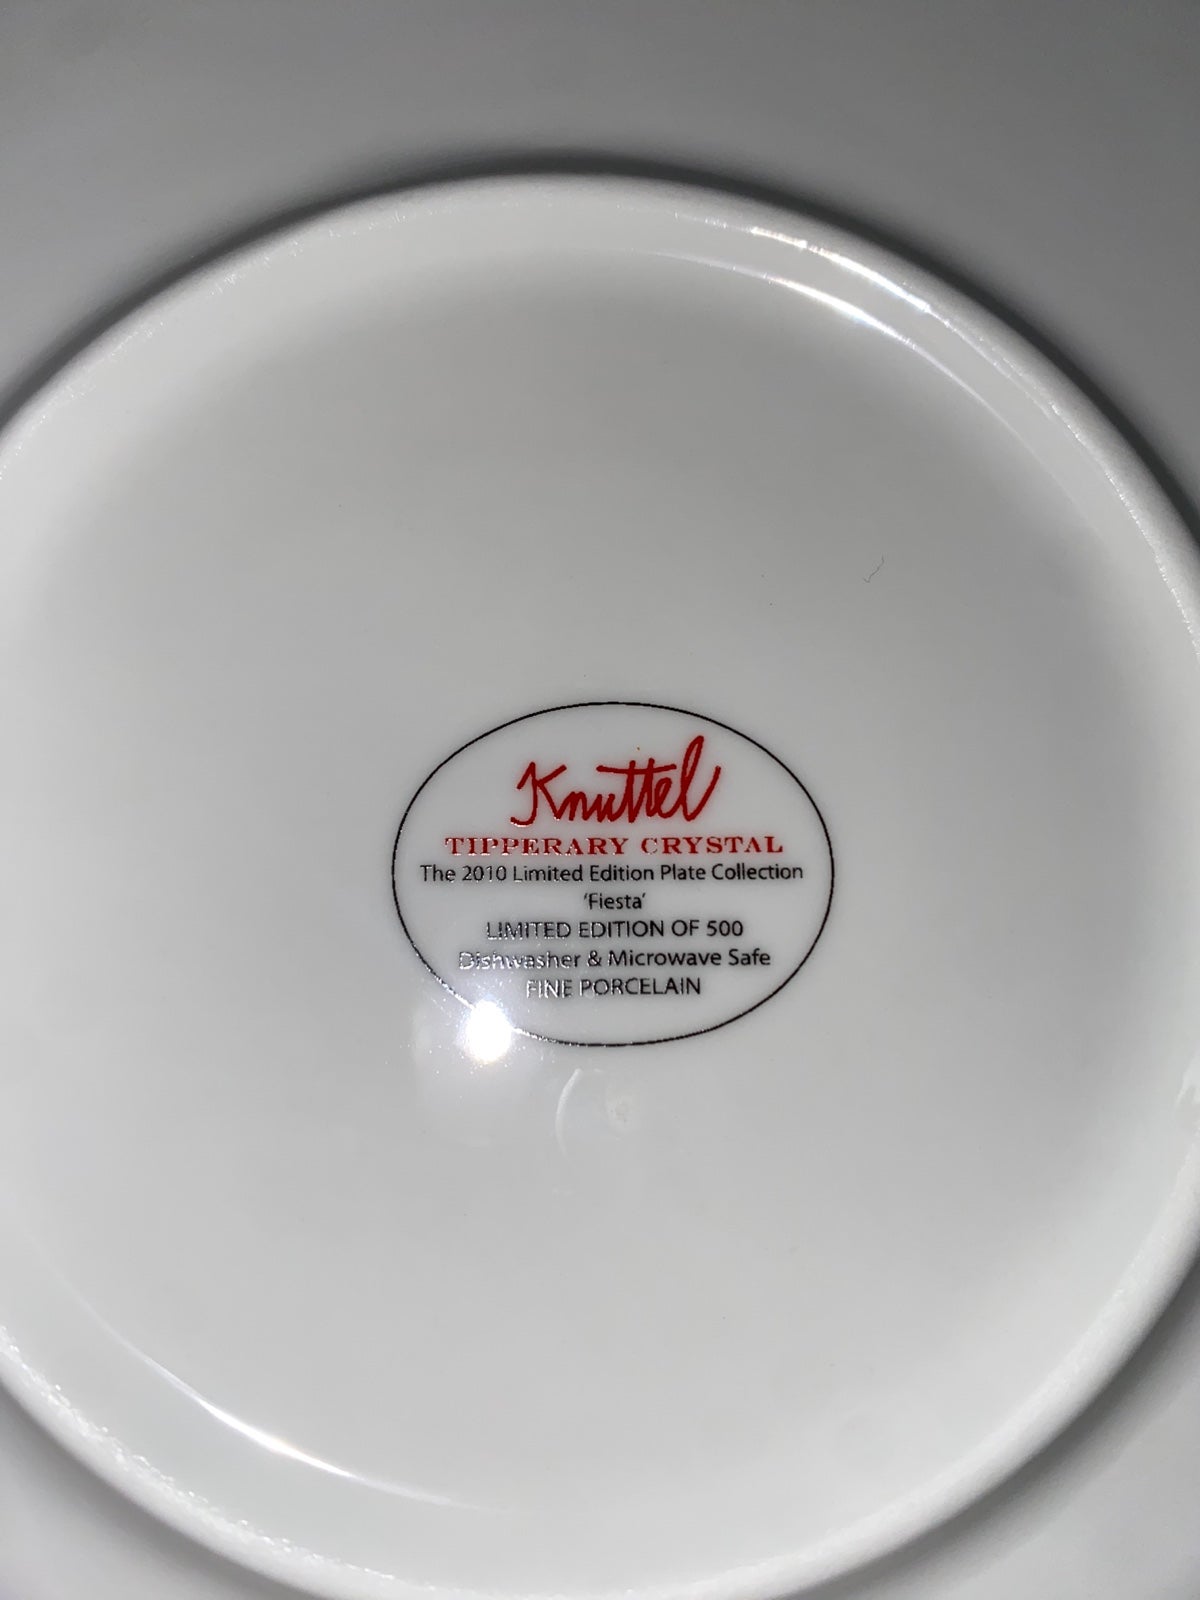 Knuttel
TIPPERARY CRYSTAL
The 2010 Limited Edition Plate Collection
‘Fiesta‘
LIMITED EDITION OF 500
Dishwasher & Microwave Safe
FINE PORCELAIN